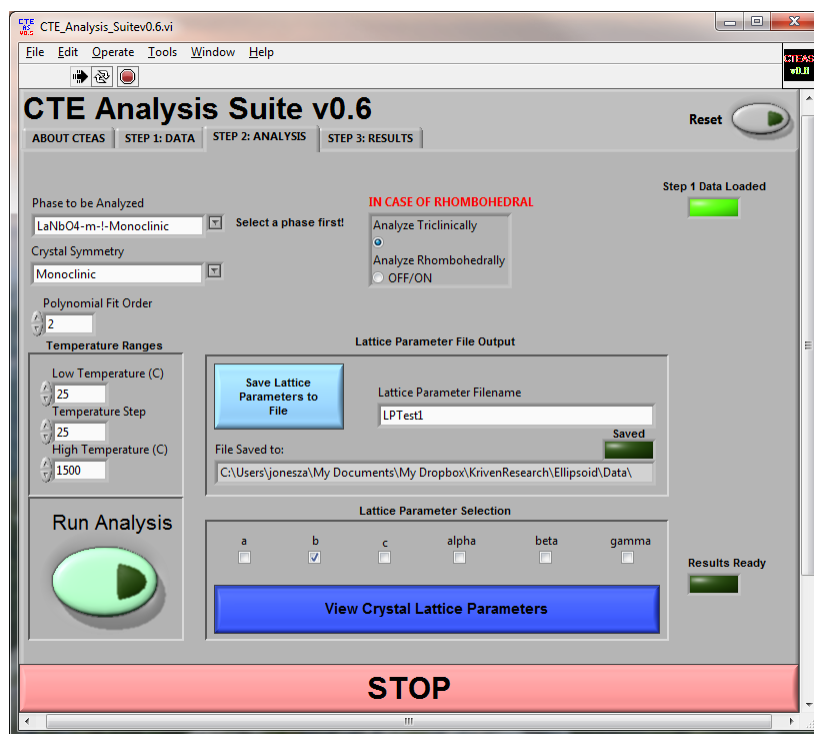 CTE
AS
V0.5
CTE_Analysis_Suitev0.6.vi
File Edit Operate Tools Window Help
CTEAS
CTE Analysis Suite v0.6
Reset
ABOUT CTEAS
STEP 1: DATA
STEP 2: ANALYSIS
STEP 3: RESULTS
Step 1 Data Loaded
Phase to be Analyzed
LaNbO4-m-!-Monoclinic
Select a phase first!
IN CASE OF RHOMBOHEDRAL
Analyze Triclinically
Analyze Rhombohedrally
OFF/ON
Crystal Symmetry
Monoclinic
Polynomial Fit Order
2
Temperature Ranges
Low Temperature (C)
25
Temperature Step
25
High Temperature (C)
1500
Lattice Parameter File Output
Save Lattice
Parameters to
File
Lattice Parameter Filename
LPTest1
Saved
File Saved to:
C:\Users\jonesza\My Documents\My Dropbox\KrivenResearch\Ellipsoid\Data\
Run Analysis
Lattice Parameter Selection
a b c alpha beta gamma
View Crystal Lattice Parameters
Results Ready
STOP